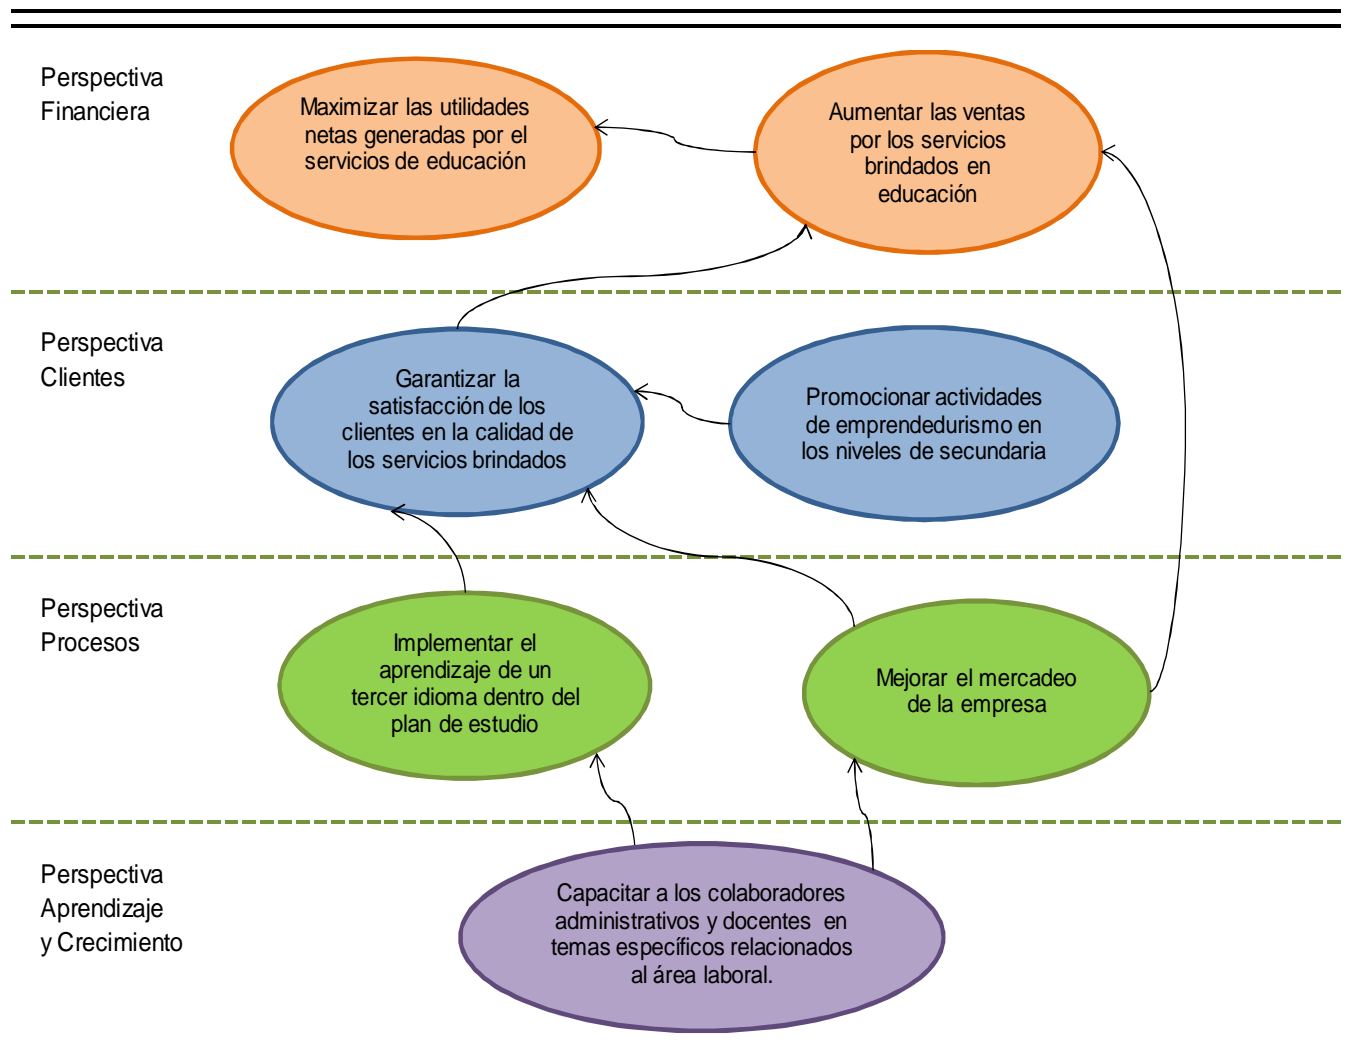 Perspectiva
Financiera
Maximizar las utilidades
netas generadas por el
servicios de educación
Aumentar las ventas
por los servicios
brindados en
educación
Perspectiva
Clientes
Garantizar la
satisfacción de los
clientes en la calidad de
los servicios brindados
Promocionar actividades
de emprendedurismo en
los niveles de secundaria
Perspectiva
Procesos
Implementar el
aprendizaje de un
tercer idioma dentro del
plan de estudio
Mejorar el mercadeo
de la empresa
Perspectiva
Aprendizaje
y Crecimiento
Capacitar a los colaboradores
administrativos y docentes en
temas específicos relacionados
al área laboral.